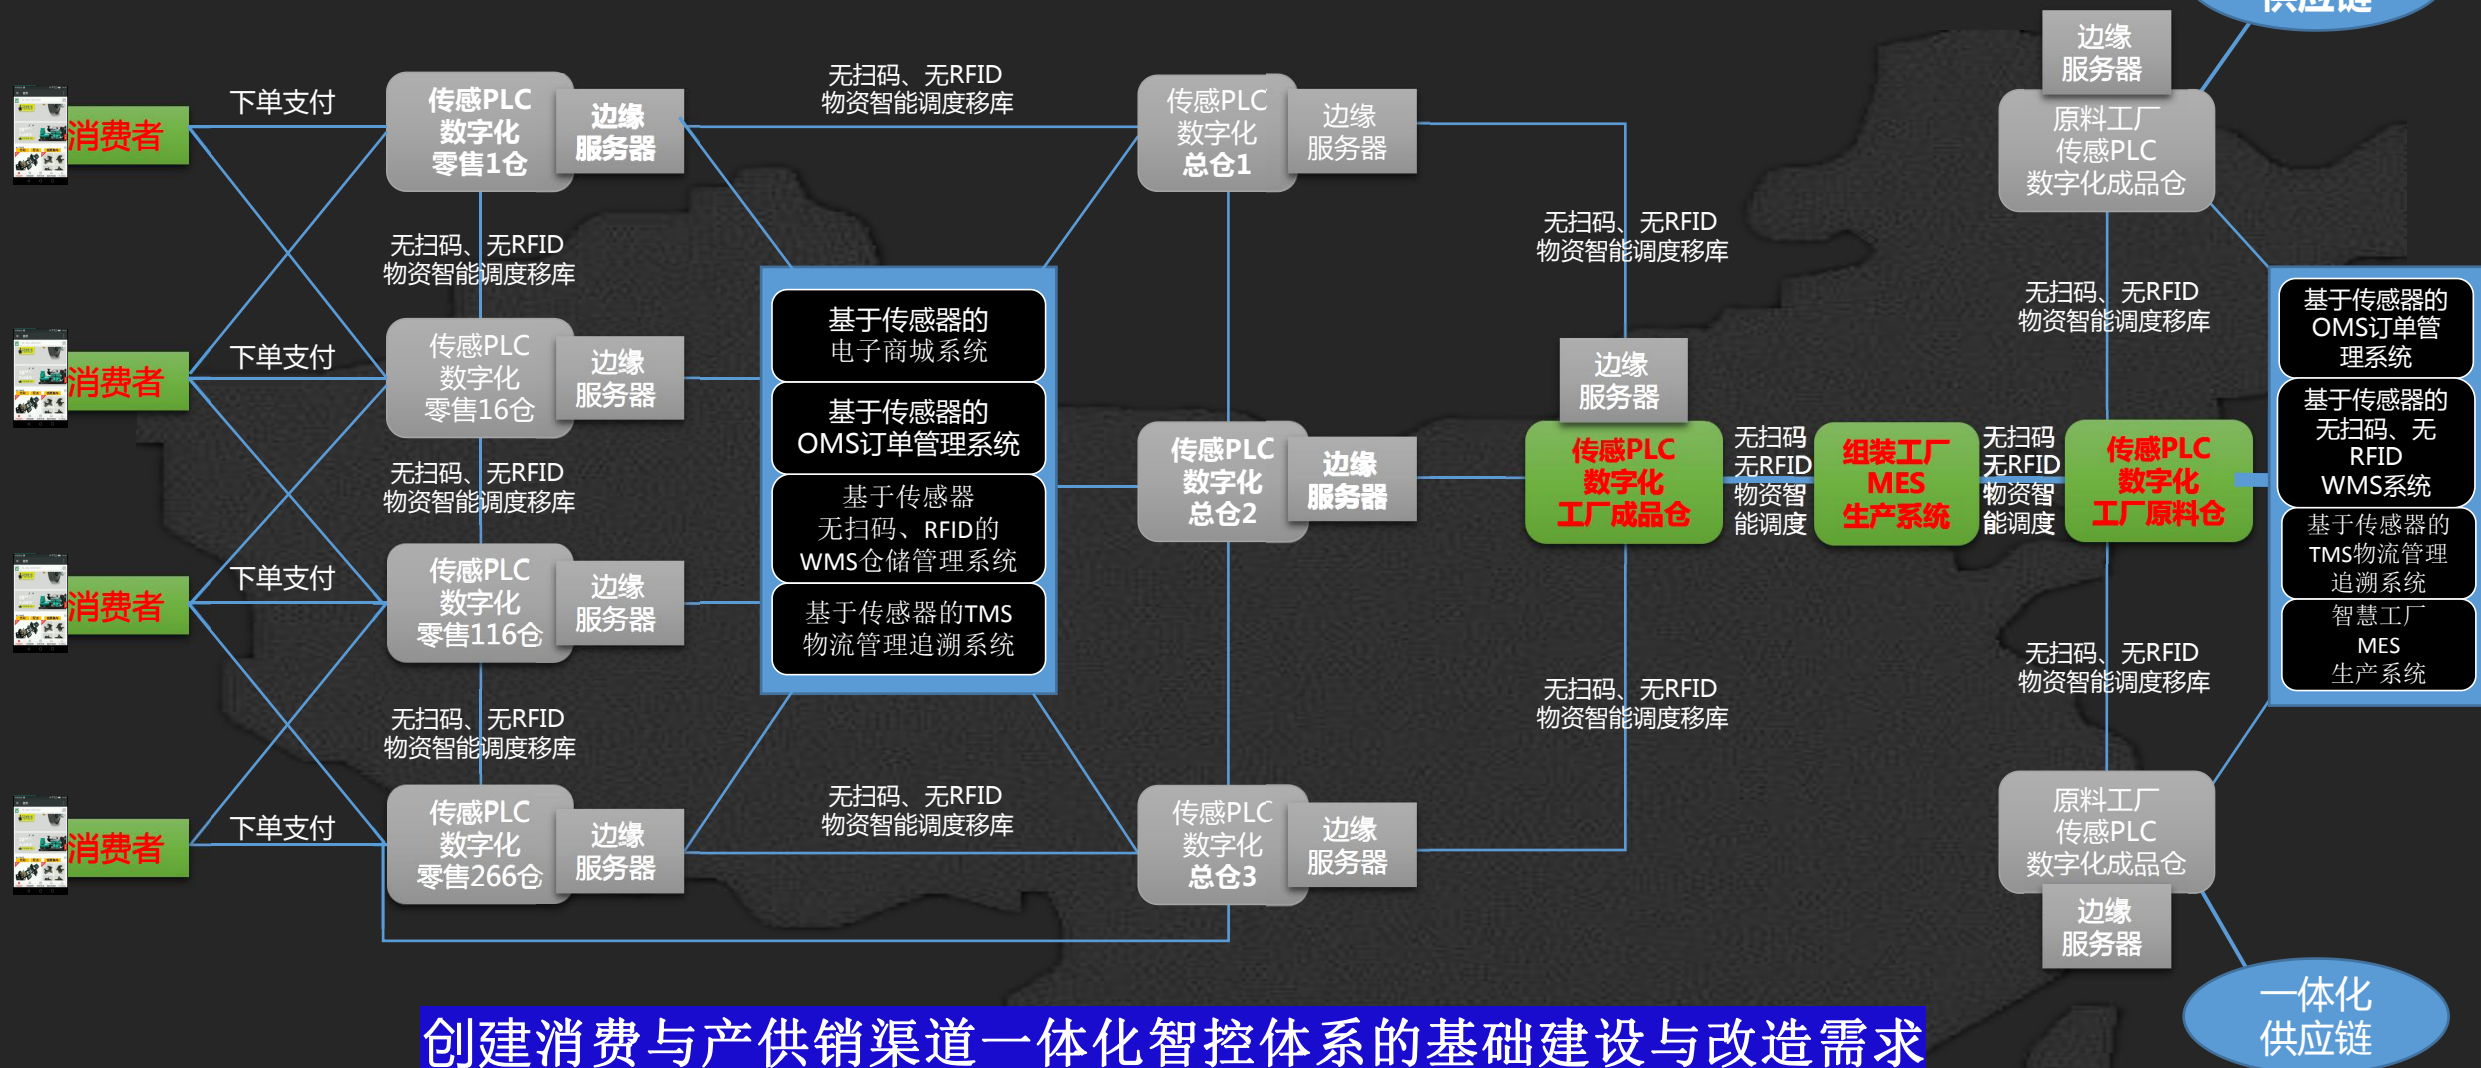 供应链
边缘
服务器
无扫码、无RFID
物资智能调度移库
消费者
下单支付
传感PLC
数字化
零售1仓
边缘
服务器
传感PLC
数字化
总仓1
边缘
服务器
原料工厂
传感PLC
数字化成品仓
无扫码、无RFID
物资智能调度移库
无扫码、无RFID
物资智能调度移库
无扫码、无RFID
物资智能调度移库
消费者
下单支付
传感PLC
数字化
零售16仓
边缘
服务器
基于传感器的
电子商城系统
基于传感器的
OMS订单管理系统
基于传感器
无扫码、RFID的
WMS仓储管理系统
基于传感器的TMS
物流管理追溯系统
边缘
服务器
基于传感器的
OMS订单管
理系统
基于传感器的
无扫码、无
RFID
WMS系统
基于传感器的
TMS物流管理
追溯系统
智慧工厂
MES
生产系统
无扫码、无RFID
物资智能调度移库
传感PLC
数字化
总仓2
边缘
服务器
传感PLC
数字化
工厂成品仓
无扫码
无RFID
物资智
能调度
组装工厂
MES
生产系统
无扫码
无RFID
物资智
能调度
传感PLC
数字化
工厂原料仓
消费者
下单支付
传感PLC
数字化
零售116仓
边缘
服务器
无扫码、无RFID
物资智能调度移库
无扫码、无RFID
物资智能调度移库
无扫码、无RFID
物资智能调度移库
消费者
下单支付
传感PLC
数字化
零售266仓
边缘
服务器
无扫码、无RFID
物资智能调度移库
传感PLC
数字化
总仓3
边缘
服务器
原料工厂
传感PLC
数字化成品仓
边缘
服务器
一体化
供应链
创建消费与产供销渠道一体化智控体系的基础建设与改造需求